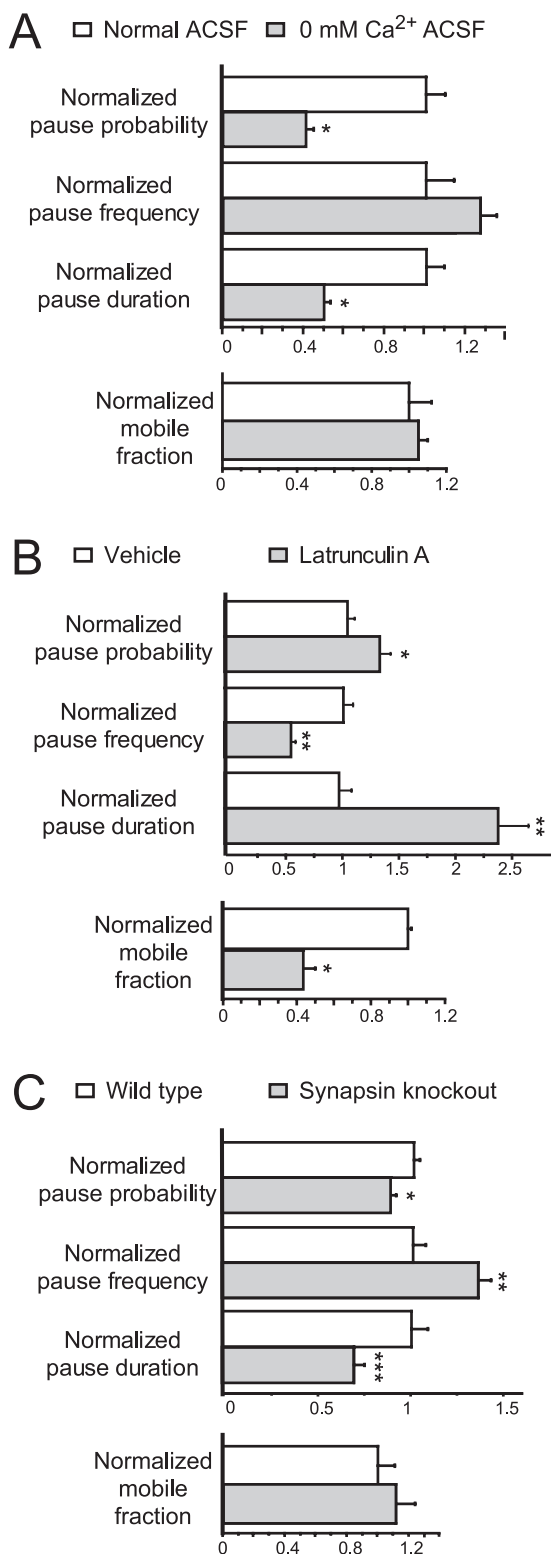 A Normal ACSF 0 mM Ca2+ ACSF
Normalized
pause probability
*
Normalized
pause frequency
Normalized
pause duration
*
0 0.4 0.8 1.2
Normalized
mobile
fraction
0 0.4 0.8 1.2
B Vehicle Latrunculin A
Normalized
pause probability
*
Normalized
pause frequency
**
Normalized
pause duration
**
0 0.5 1 1.5 2 2.5
Normalized
mobile
fraction
*
0 0.4 0.8 1.2
C Wild type Synapsin knockout
Normalized
pause probability
*
Normalized
pause frequency
**
Normalized
pause duration
***
0 0.5 1 1.5
Normalized
mobile
fraction
0 0.4 0.8 1.2